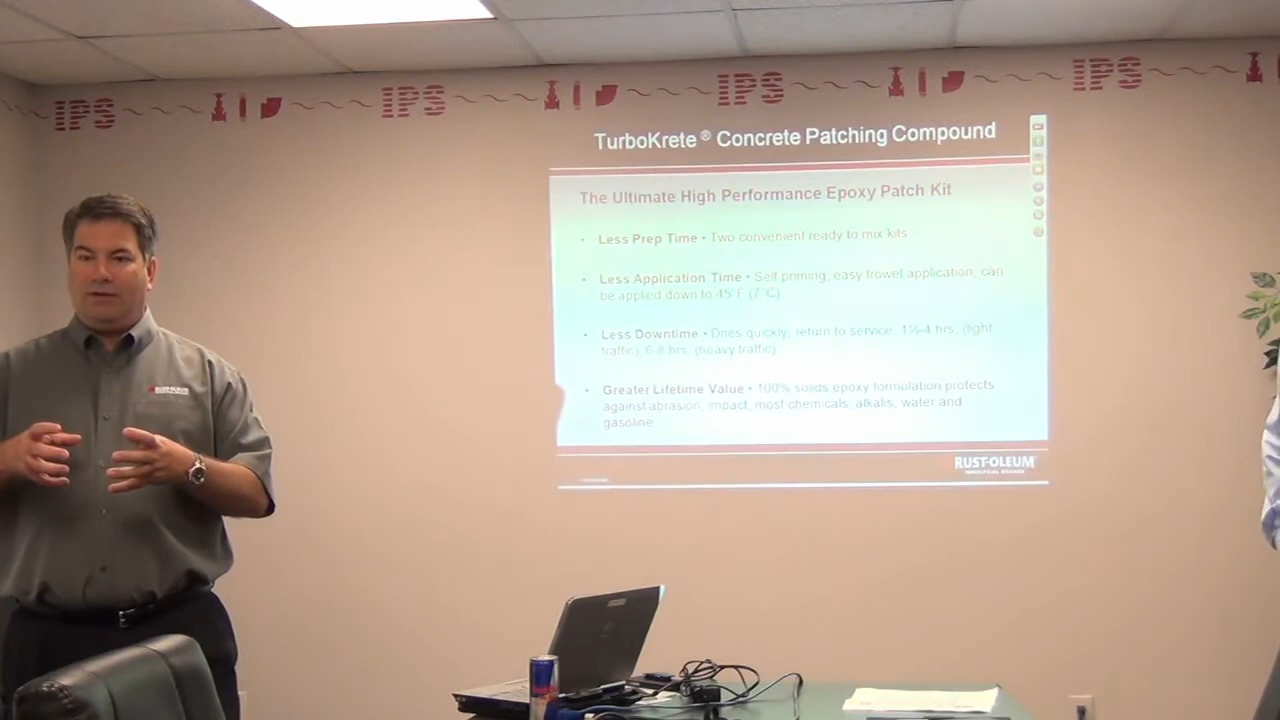 IPS IPS IPS IPS
TurboKrete® Concrete Patching Compound
The Ultimate High Performance Epoxy Patch Kit
• Less Prep Time • Two convenient ready to mix kits
• Less Application Time • Self priming, easy trowel application, can
be applied down to 45°F (7°C)
• Less Downtime • Dries quickly, return to service: 1½-4 hrs. (light
traffic), 6-8 hrs. (heavy traffic)
• Greater Lifetime Value • 100% solids epoxy formulation protects
against abrasion, impact, most chemicals, alkalis, water and
gasoline
RUST-OLEUM
INDUSTRIAL BRANDS
RUST-OLEUM